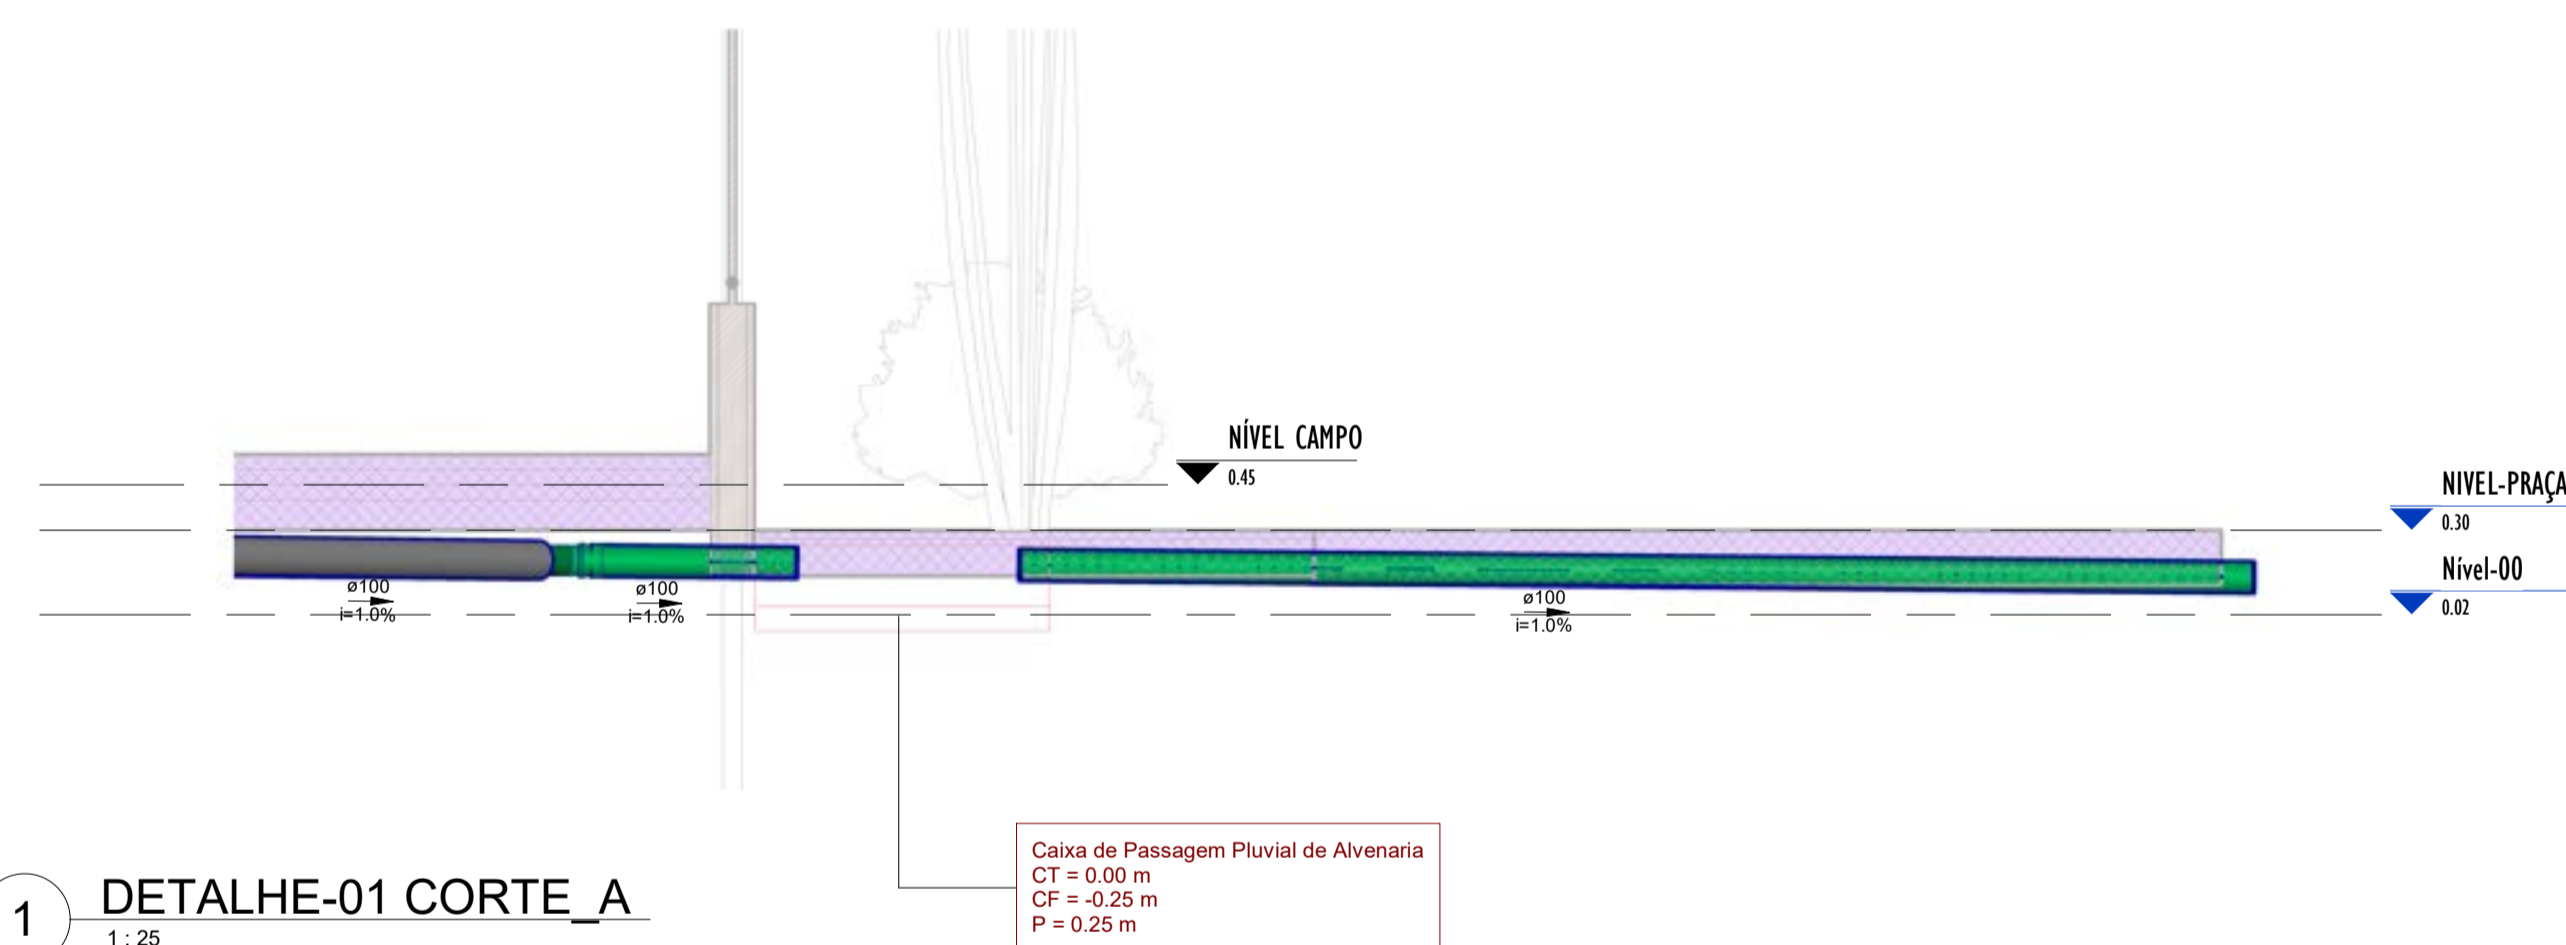 NÍVEL CAMPO
0.45
NIVEL-PRAÇA
0.30
Nível-00
0.02
ø100
i=1.0%
ø100
i=1.0%
ø100
i=1.0%
Caixa de Passagem Pluvial de Alvenaria
CT = 0.00 m
CF = -0.25 m
P = 0.25 m
1
DETALHE-01 CORTE_A
1 : 25